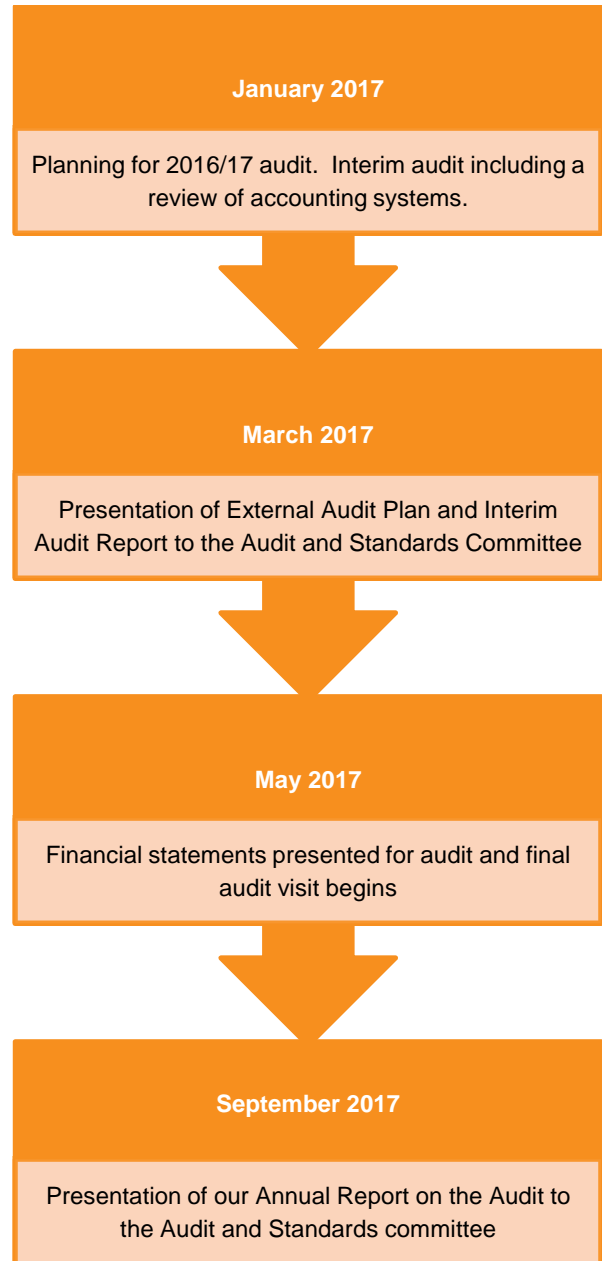 January 2017
Planning for 2016/17 audit.  Interim audit including a
review of accounting systems.
March 2017
Presentation of External Audit Plan and Interim
Audit Report to the Audit and Standards Committee
May 2017
Financial statements presented for audit and final
audit visit begins
September 2017
Presentation of our Annual Report on the Audit to
the Audit and Standards committee